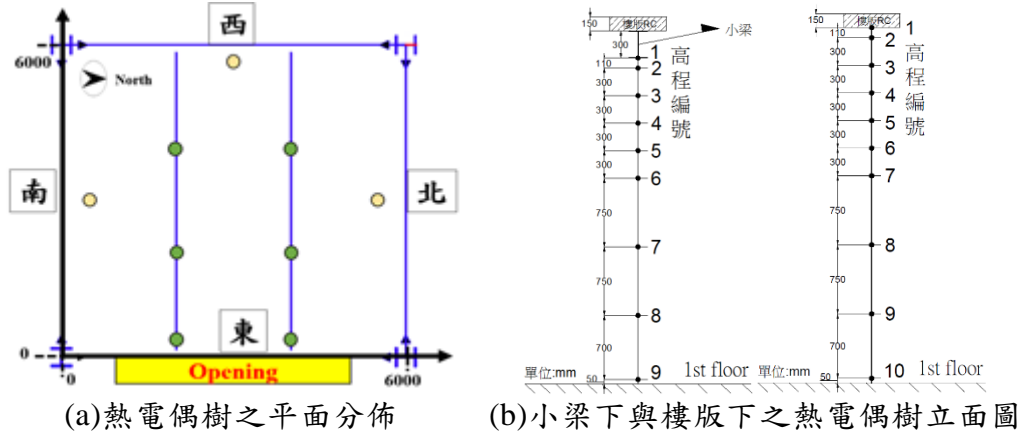 西
6000
North
南
北
東
0
0
Opening
6000
150
樓版RC
小梁
300
110
300
300
300
300
750
750
700
50
1
2
3
4
5
6
7
8
9
高程編號
單位:mm
1st floor
150
樓版RC
110
300
300
300
300
300
750
750
700
50
1
2
3
4
5
6
7
8
9
10
高程編號
單位:mm
1st floor
(a)熱電偶樹之平面分佈
(b)小梁下與樓版下之熱電偶樹立面圖